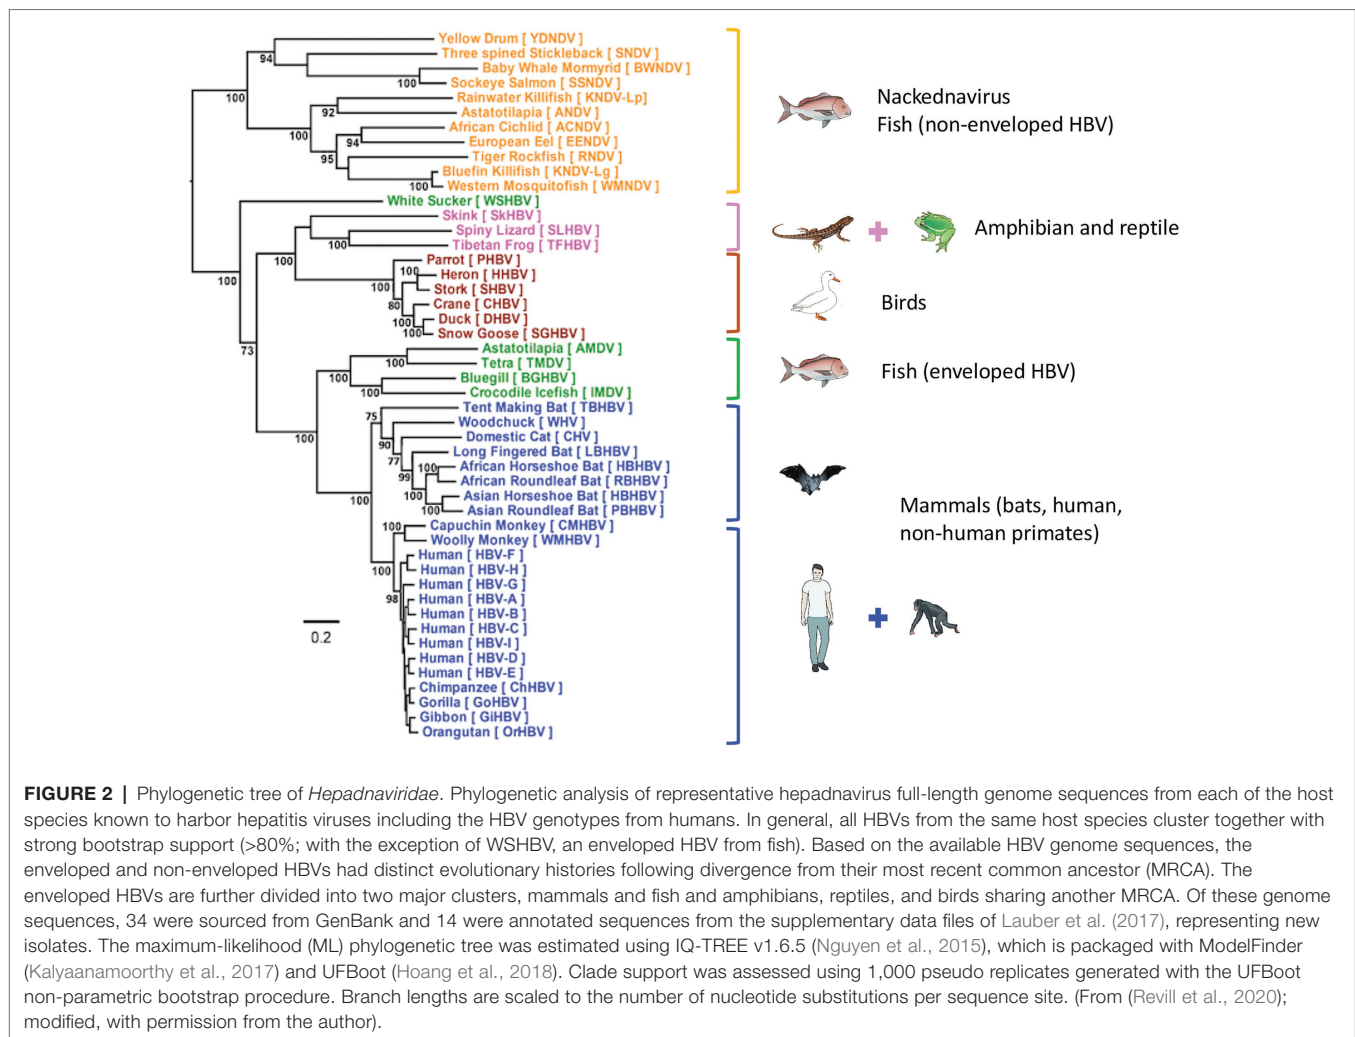 Yellow Drum [ YDNDV ]
94
Three spined Stickleback [ SNDV ]
Baby Whale Mormyrid [ BWNDV ]
100
Sockeye Salmon [ SSNDV ]
100
Rainwater Killifish [ KNDV-Lp]
92
Astatotilapia [ ANDV ]
African Cichlid [ ACNDV ]
100
94
European Eel [ EENDV ]
95
Tiger Rockfish [ RNDV ]
Bluefin Killifish [ KNDV-Lg ]
100
Western Mosquitofish [ WMNDV ]
Nackednavirus
Fish (non-enveloped HBV)
White Sucker [ WSHBV ]
Skink [ SkHBV ]
Spiny Lizard [ SLHBV ]
100
Tibetan Frog [ TFHBV ]
100
Amphibian and reptile
Parrot [ PHBV ]
100
Heron [ HHBV ]
100
100
Stork [ SHBV ]
80
Crane [ CHBV ]
100
Duck [ DHBV ]
100
Snow Goose [ SGHBV ]
Birds
73
Astatotilapia [ AMDV ]
100
Tetra [ TMDV ]
100
Bluegill [ BGHBV ]
100
Crocodile Icefish [ IMDV ]
Fish (enveloped HBV)
100
Tent Making Bat [ TBHBV ]
75
Woodchuck [ WHV ]
90
Domestic Cat [ CHV ]
77
Long Fingered Bat [ LBHBV ]
99
100
African Horseshoe Bat [ HBHBV ]
African Roundleaf Bat [ RBHBV ]
100
Asian Horseshoe Bat [ HBHBV ]
100
Asian Roundleaf Bat [ PBHBV ]
100
100
Capuchin Monkey [ CMHBV ]
Woolly Monkey [ WMHBV ]
Human [ HBV-F ]
100
Human [ HBV-H ]
Human [ HBV-G ]
98
Human [ HBV-A ]
Human [ HBV-B ]
Human [ HBV-C ]
Human [ HBV-I ]
Human [ HBV-D ]
Human [ HBV-E ]
Chimpanzee [ ChHBV ]
Gorilla [ GoHBV ]
Gibbon [ GiHBV ]
Orangutan [ OrHBV ]
Mammals (bats, human,
non-human primates)
0.2
FIGURE 2 | Phylogenetic tree of Hepadnaviridae. Phylogenetic analysis of representative hepadnavirus full-length genome sequences from each of the host
species known to harbor hepatitis viruses including the HBV genotypes from humans. In general, all HBVs from the same host species cluster together with
strong bootstrap support (>80%; with the exception of WSHBV, an enveloped HBV from fish). Based on the available HBV genome sequences, the
enveloped and non-enveloped HBVs had distinct evolutionary histories following divergence from their most recent common ancestor (MRCA). The
enveloped HBVs are further divided into two major clusters, mammals and fish and amphibians, reptiles, and birds sharing another MRCA. Of these genome
sequences, 34 were sourced from GenBank and 14 were annotated sequences from the supplementary data files of Lauber et al. (2017), representing new
isolates. The maximum-likelihood (ML) phylogenetic tree was estimated using IQ-TREE v1.6.5 (Nguyen et al., 2015), which is packaged with ModelFinder
(Kalyaanamoorthy et al., 2017) and UFBoot (Hoang et al., 2018). Clade support was assessed using 1,000 pseudo replicates generated with the UFBoot
non-parametric bootstrap procedure. Branch lengths are scaled to the number of nucleotide substitutions per sequence site. (From (Revill et al., 2020);
modified, with permission from the author).